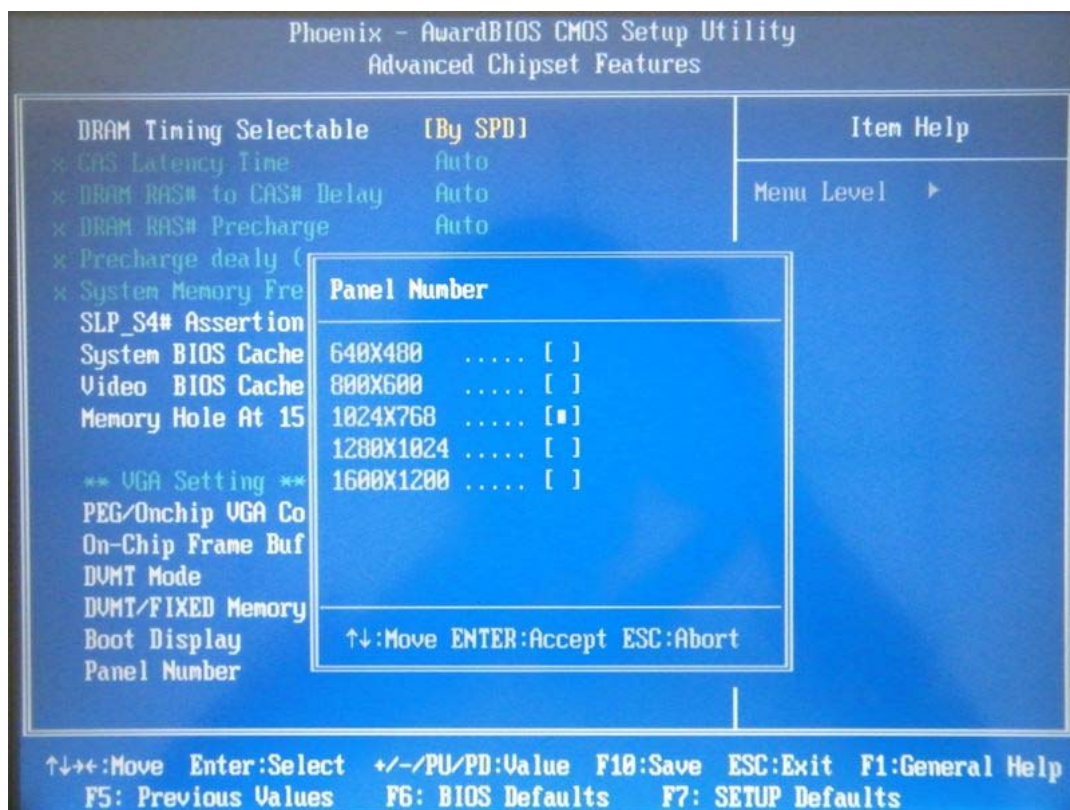 Phoenix - AwardBIOS CMOS Setup Utility
Advanced Chipset Features
DRAM Timing Selectable [By SPD]
x CAS Latency Time Auto
x DRAM RAS# to CAS# Delay Auto
x DRAM RAS# Precharge Auto
x Precharge dealy (
x System Memory Fre
SLP_S4# Assertion
System BIOS Cache
Video BIOS Cache
Memory Hole At 15
** VGA Setting **
PEG/Onchip VGA Co
On-Chip Frame Buf
DVMT Mode
DVMT/FIXED Memory
Boot Display
Panel Number
Panel Number
640X480 ..... [ ]
800X600 ..... [ ]
1024X768 ..... [■]
1280X1024 ..... [ ]
1600X1200 ..... [ ]
↑↓:Move ENTER:Accept ESC:Abort
Item Help
Menu Level ▶
↑↓→←:Move Enter:Select +/-/PU/PD:Value F10:Save ESC:Exit F1:General Help
F5: Previous Values F6: BIOS Defaults F7: SETUP Defaults